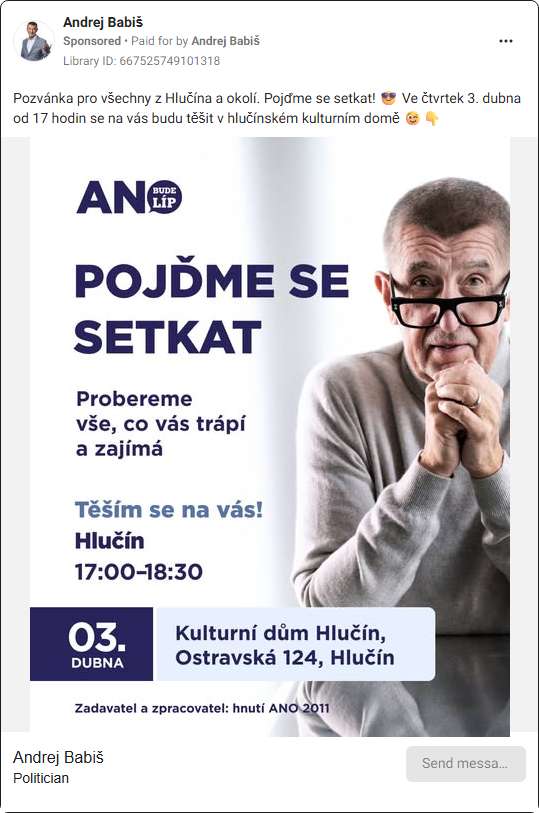 Andrej Babiš
Sponsored • Paid for by Andrej Babiš
Library ID: 667525749101318
Pozvánka pro všechny z Hlučína a okolí. Pojďme se setkat! 😎 Ve čtvrtek 3. dubna
od 17 hodin se na vás budu těšit v hlučínském kulturním domě 😉 👇
ANO
BUDE
LÍP
POJĎME SE
SETKAT
Probereme
vše, co vás trápí
a zajímá
Těším se na vás!
Hlučín
17:00–18:30
03.
DUBNA
Kulturní dům Hlučín,
Ostravská 124, Hlučín
Zadavatel a zpracovatel: hnutí ANO 2011
Andrej Babiš
Politician
Send messa...